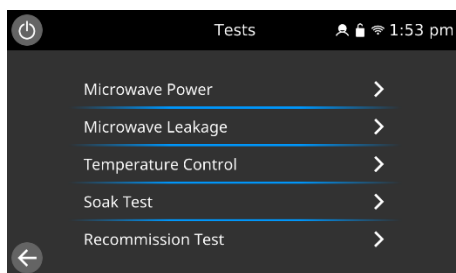 Tests
1:53 pm
Microwave Power
Microwave Leakage
Temperature Control
Soak Test
Recommission Test